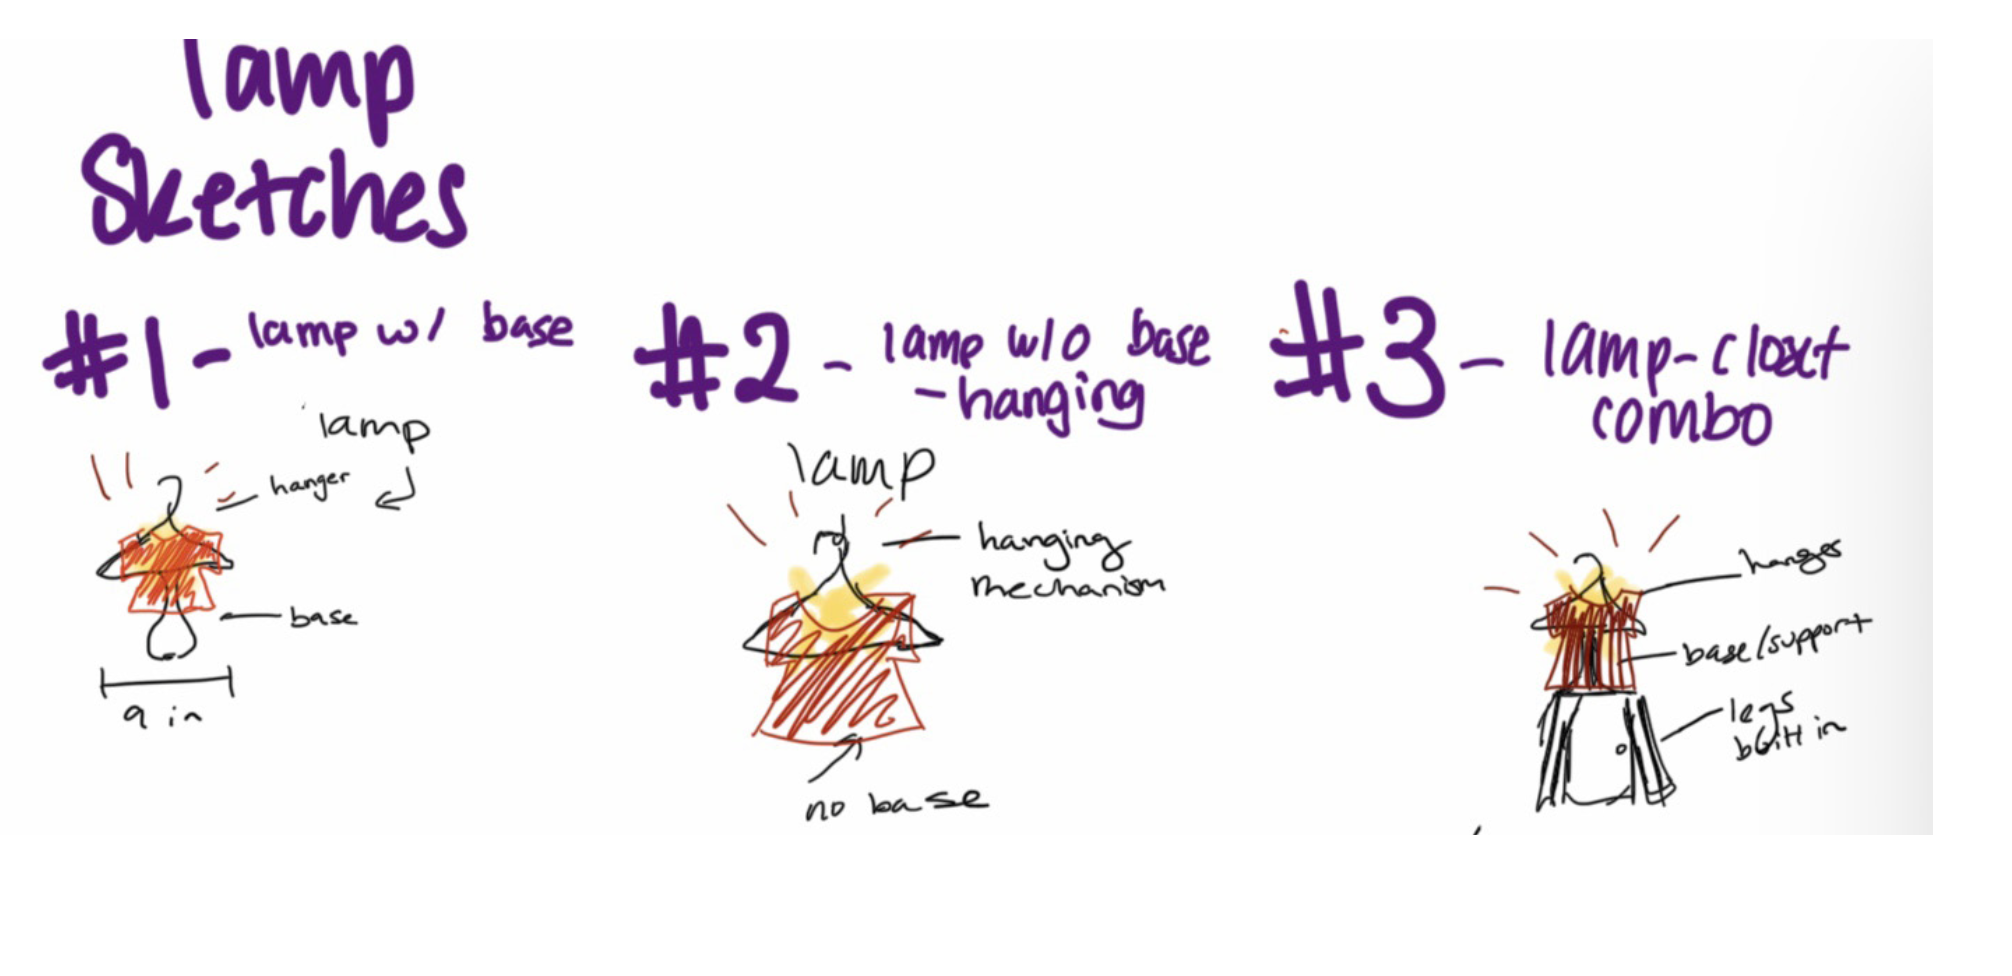 lamp
Sketches
#1 - lamp w/ base
lamp
hanger
base
9 in
#2 - lamp w/o base
- hanging
lamp
hanging
mechanism
no base
#3 - lamp-closet
combo
hanger
base/support
legs
built in